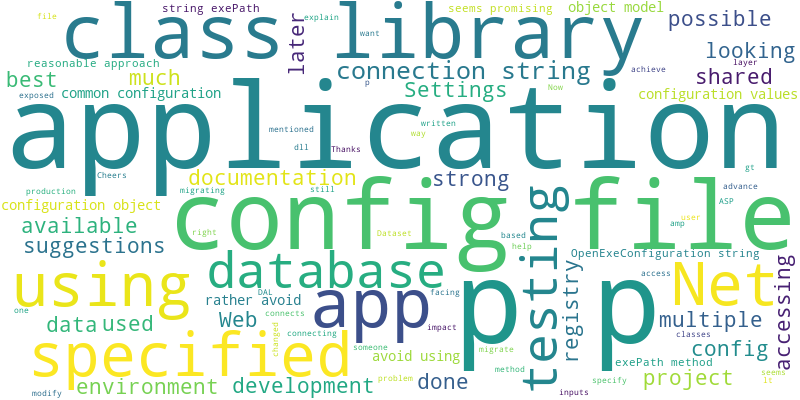 string exePath
seems promising
object model
file
explain
class library
possible
want
reasonable approach
later
layer
looking
best
much
connection string
achieve
shared
common configuration
Settings
configuration values
exposed
p
Now
application
written
mentioned
way
dll
Thanks
Cheers
documentation
strong
gt
production
migrating
still
config file
advance
configuration object
ASP
available
right
Dataset
based
user
amp
suggestions
help
testing
OpenExeConfiguration string
database
registry
accessing
using
DAL
facing
access
Net
rather avoid
app
p p
classes
one
data used
Web
connects
connecting
impact
multiple
specified
changed
someone
migrate
avoid using
exePath method
config
environment
development
problem
method
done
specify
project
seems
lt
modify
inputs